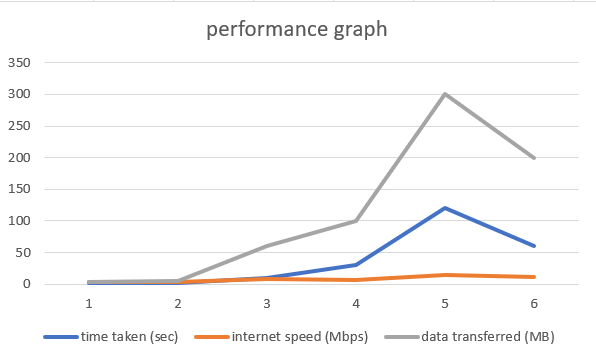 performance graph
350
300
250
200
150
100
50
0
1 2 3 4 5 6
time taken (sec) internet speed (Mbps) data transferred (MB)